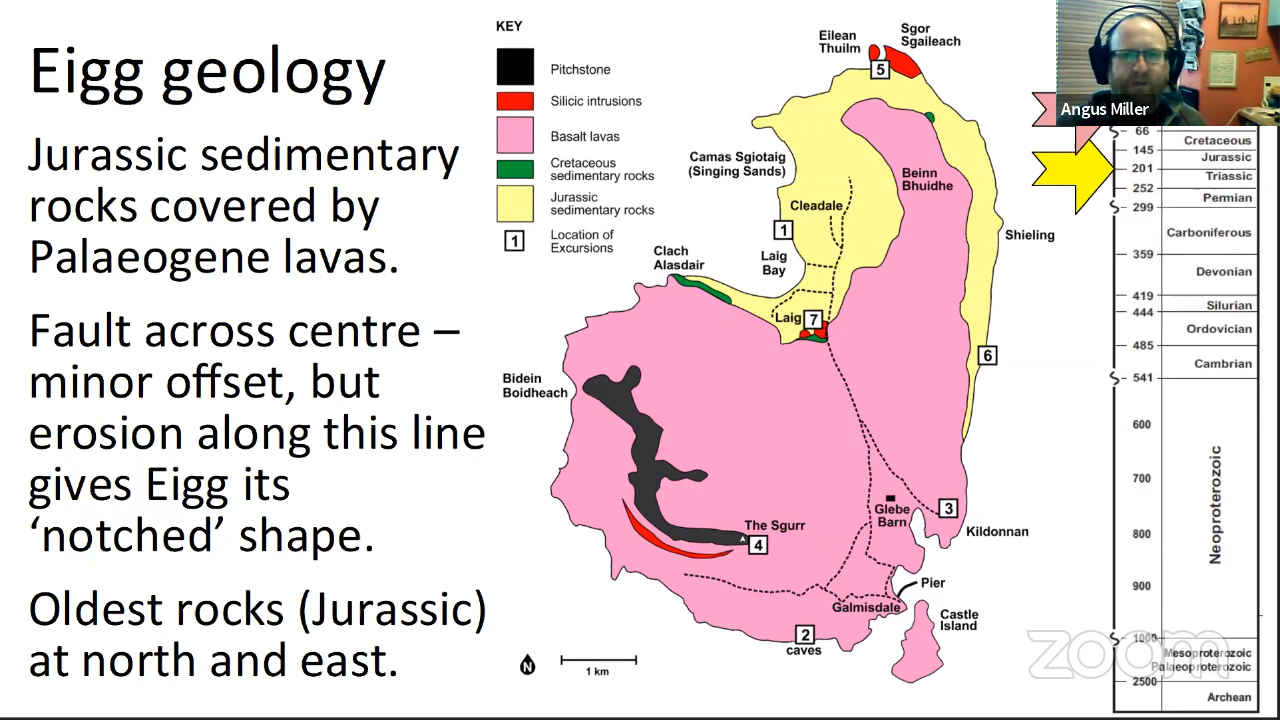 Eigg geology
Jurassic sedimentary
rocks covered by
Palaeogene lavas.
Fault across centre –
minor offset, but
erosion along this line
gives Eigg its
‘notched’ shape.
Oldest rocks (Jurassic)
at north and east.
KEY
Pitchstone
Silicic intrusions
Basalt lavas
Cretaceous
sedimentary rocks
Jurassic
sedimentary rocks
1
Location of
Excursions
Eilean
Thuilm
Sgor
Sgaileach
5
Camas Sgiotaig
(Singing Sands)
Beinn
Bhuidhe
Cleadale
1
Shieling
Clach
Alasdair
Laig
Bay
Laig
7
6
Bidein
Boidheach
Glebe
Barn
3
The Sgurr
4
Kildonnan
Pier
Galmisdale
Castle
Island
2
caves
N
1 km
Angus Miller
66
Cretaceous
145
Jurassic
201
Triassic
252
Permian
299
Carboniferous
359
Devonian
419
Silurian
444
Ordovician
485
Cambrian
541
600
700
Neoproterozoic
800
900
1000
Mesoproterozoic
Palaeoproterozoic
2500
Archean
zoom